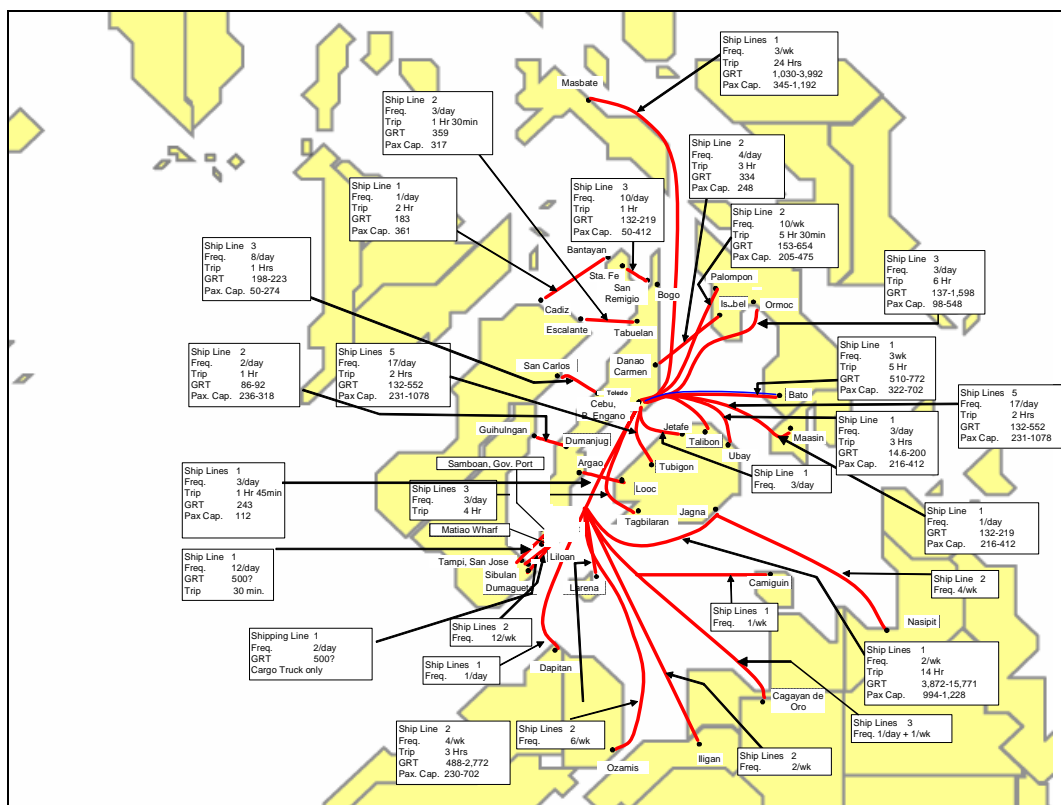 Ship Lines 1
Freq. 3/wk
Trip 24 Hrs
GRT 1,030-3,992
Pax Cap. 345-1,192
Masbate
Ship Line 2
Freq. 3/day
Trip 1 Hr 30min
GRT 359
Pax Cap. 317
Ship Line 2
Freq. 4/day
Trip 3 Hr
GRT 334
Pax Cap. 248
Ship Line 1
Freq. 1/day
Trip 2 Hr
GRT 183
Pax Cap. 361
Ship Line 3
Freq. 10/day
Trip 1 Hr
GRT 132-219
Pax Cap. 50-412
Ship Line 2
Freq. 10/wk
Trip 5 Hr 30min
GRT 153-654
Pax Cap. 205-475
Ship Line 3
Freq. 8/day
Trip 1 Hrs
GRT 198-223
Pax. Cap. 50-274
Ship Line 3
Freq. 3/day
Trip 6 Hr
GRT 137-1,598
Pax Cap. 98-548
Bantayan
Sta. Fe
San
Remigio
Bogo
Palompon
Isabel
Ormoc
Cadiz
Escalante
Tabuelan
Ship Line 2
Freq. 2/day
Trip 1 Hr
GRT 86-92
Pax Cap. 236-318
Ship Lines 5
Freq. 17/day
Trip 2 Hrs
GRT 132-552
Pax Cap. 231-1078
San Carlos
Danao
Carmen
Ship Line 1
Freq. 3wk
Trip 5 Hr
GRT 510-772
Pax Cap. 322-702
Toledo
Cebu,
B. Engano
Bato
Ship Lines 5
Freq. 17/day
Trip 2 Hrs
GRT 132-552
Pax Cap. 231-1078
Guihulngan
Dumanjug
Jetafe
Talibon
Ubay
Maasin
Ship Line 1
Freq. 3/day
Trip 3 Hrs
GRT 14.6-200
Pax Cap. 216-412
Samboan, Gov. Port
Argao
Looc
Tubigon
Ship Line 1
Freq. 3/day
Ship Lines 1
Freq. 3/day
Trip 1 Hr 45min
GRT 243
Pax Cap 112
Ship Lines 3
Freq. 3/day
Trip 4 Hr
Tagbilaran
Jagna
Ship Line 1
Freq. 1/day
GRT 132-219
Pax Cap. 216-412
Matiao Wharf
Ship Line 1
Freq. 12/day
GRT 500?
Trip 30 min.
Tampi, San Jose
Liloan
Sibulan
Dumaguete
Larena
Camiguin
Ship Line 2
Freq. 4/wk
Ship Lines 1
Freq. 1/wk
Nasipit
Shipping Line 1
Freq. 2/day
GRT 500?
Cargo Truck only
Ship Lines 2
Freq. 12/wk
Ship Lines 1
Freq. 1/day
Dapitan
Ship Lines 1
Freq. 2/wk
Trip 14 Hr
GRT 3,872-15,771
Pax Cap. 994-1,228
Cagayan de
Oro
Ship Line 2
Freq. 4/wk
Trip 3 Hrs
GRT 488-2,772
Pax. Cap. 230-702
Ship Lines 2
Freq. 6/wk
Ship Lines 3
Freq. 1/day + 1/wk
Ozamis
Iligan
Ship Lines 2
Freq. 2/wk